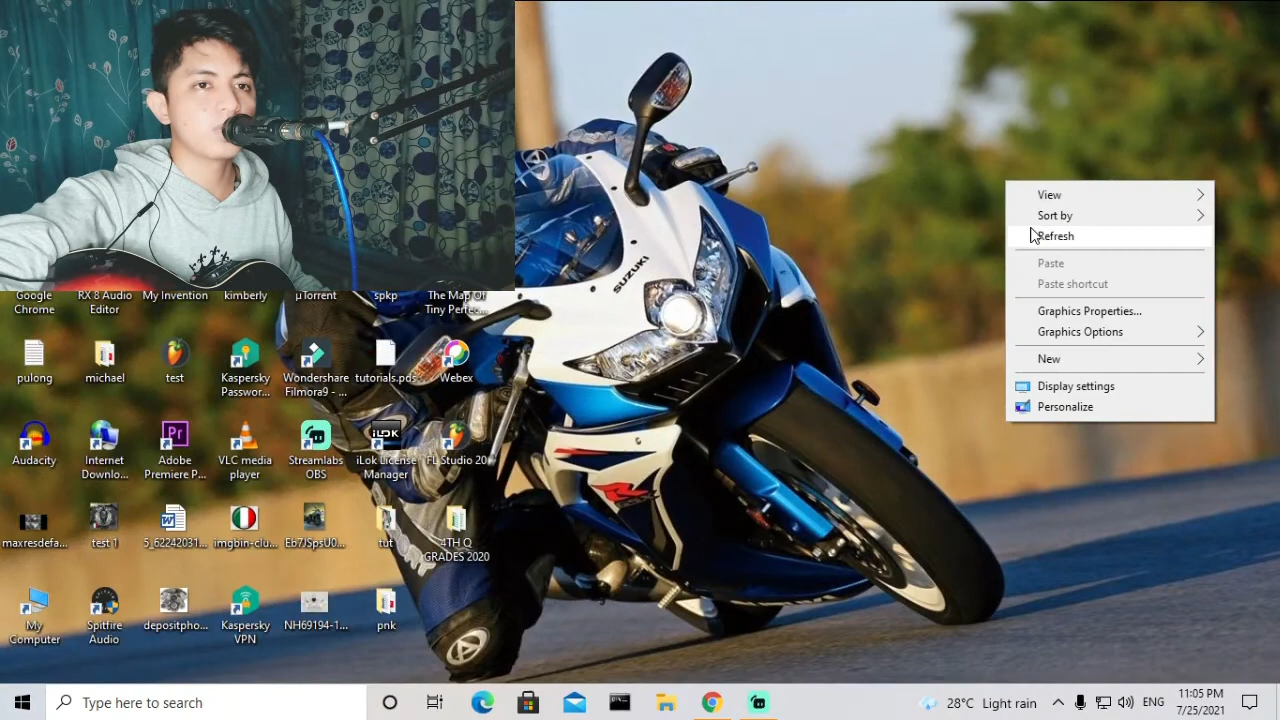 SUZUKI
R
View
Sort by
Refresh
Paste
Paste shortcut
Graphics Properties...
Graphics Options
New
Display settings
Personalize
Google
Chrome
RX 8 Audio
Editor
My Invention
kimberly
µTorrent
spkp
The Map Of
Tiny Perfec...
pulong
michael
test
Kaspersky
Passwor...
Wondershare
Filmora9 - ...
tutorials.pds
Webex
Audacity
Internet
Downlo...
Pr
Adobe
Premiere P...
VLC media
player
Streamlabs
OBS
iLOK
iLok License
Manager
FL Studio 20
maxresdefa...
test 1
5_62242031...
imgbin-clu...
Eb7JSpsU0...
tut
4TH Q
GRADES 2020
My
Computer
Spitfire
Audio
depositpho...
Kaspersky
VPN
NH69194-1...
pnk
Type here to search
28°C Light rain
ENG
11:05 PM
7/25/2021